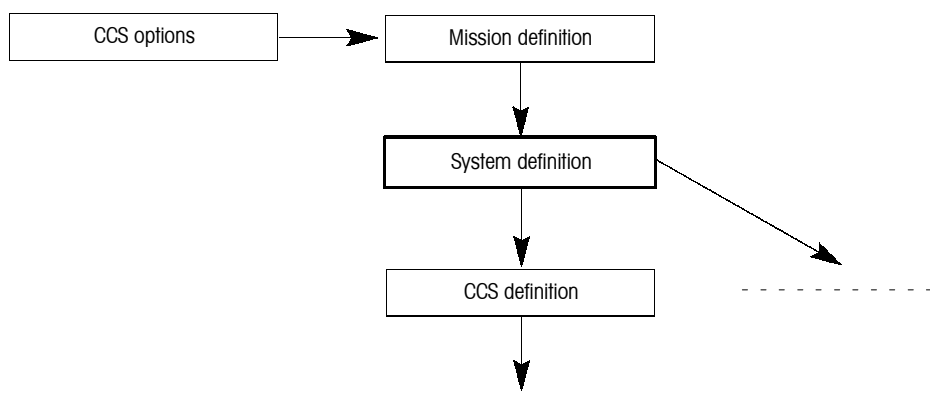 CCS options
Mission definition
System definition
CCS definition